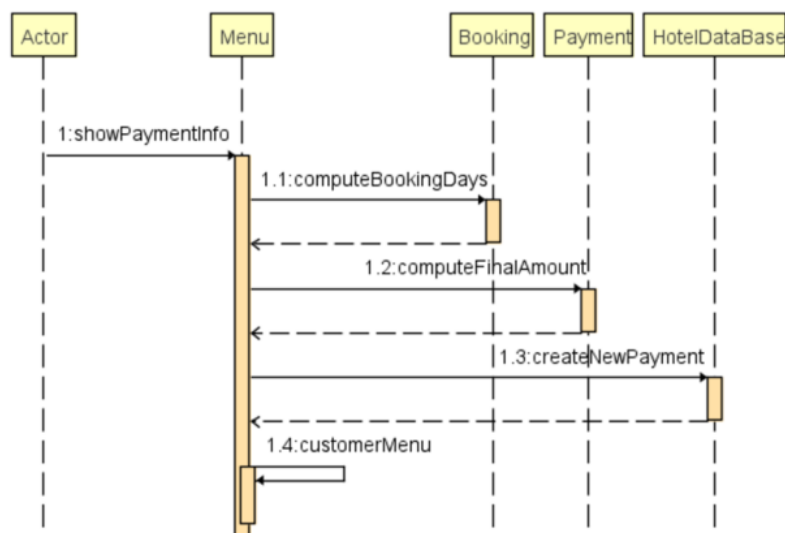 Actor
Menu
Booking
Payment
HotelDataBase
1:showPaymentInfo
1.1:computeBookingDays
1.2:computeFinalAmount
1.3:createNewPayment
1.4:customerMenu